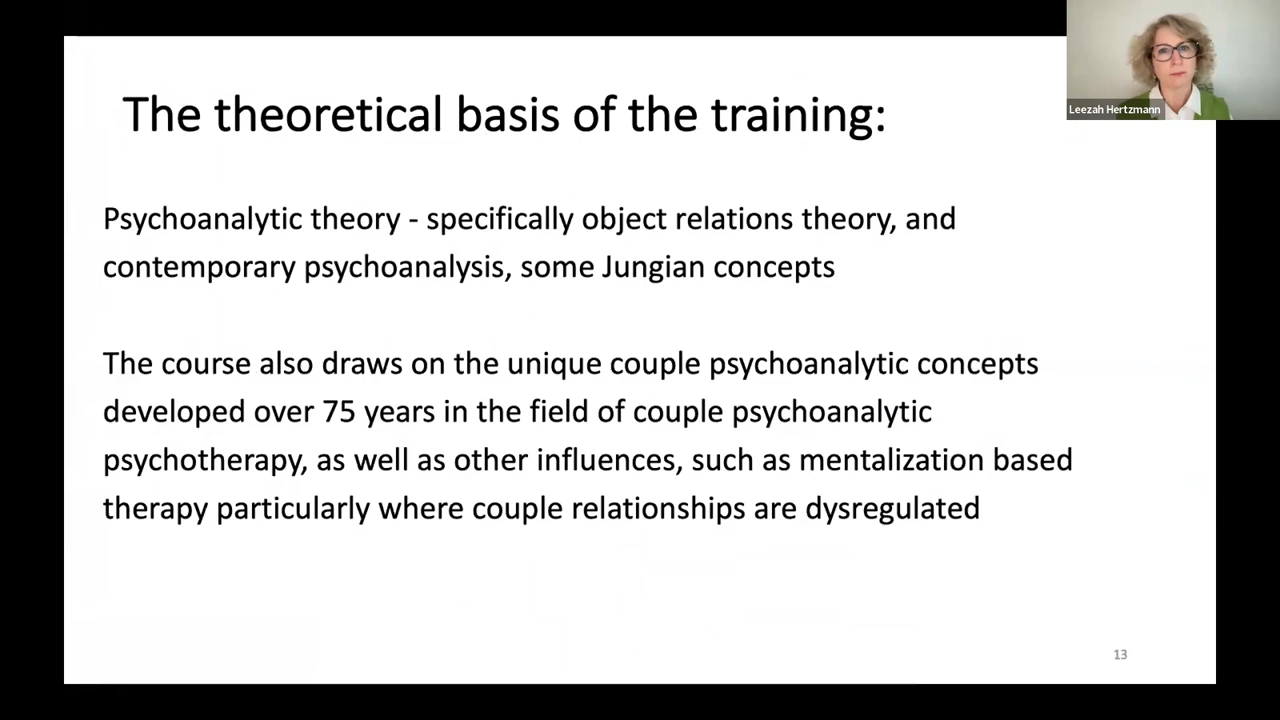 Leezah Hertzmann
The theoretical basis of the training:
Psychoanalytic theory - specifically object relations theory, and
contemporary psychoanalysis, some Jungian concepts
The course also draws on the unique couple psychoanalytic concepts
developed over 75 years in the field of couple psychoanalytic
psychotherapy, as well as other influences, such as mentalization based
therapy particularly where couple relationships are dysregulated
13